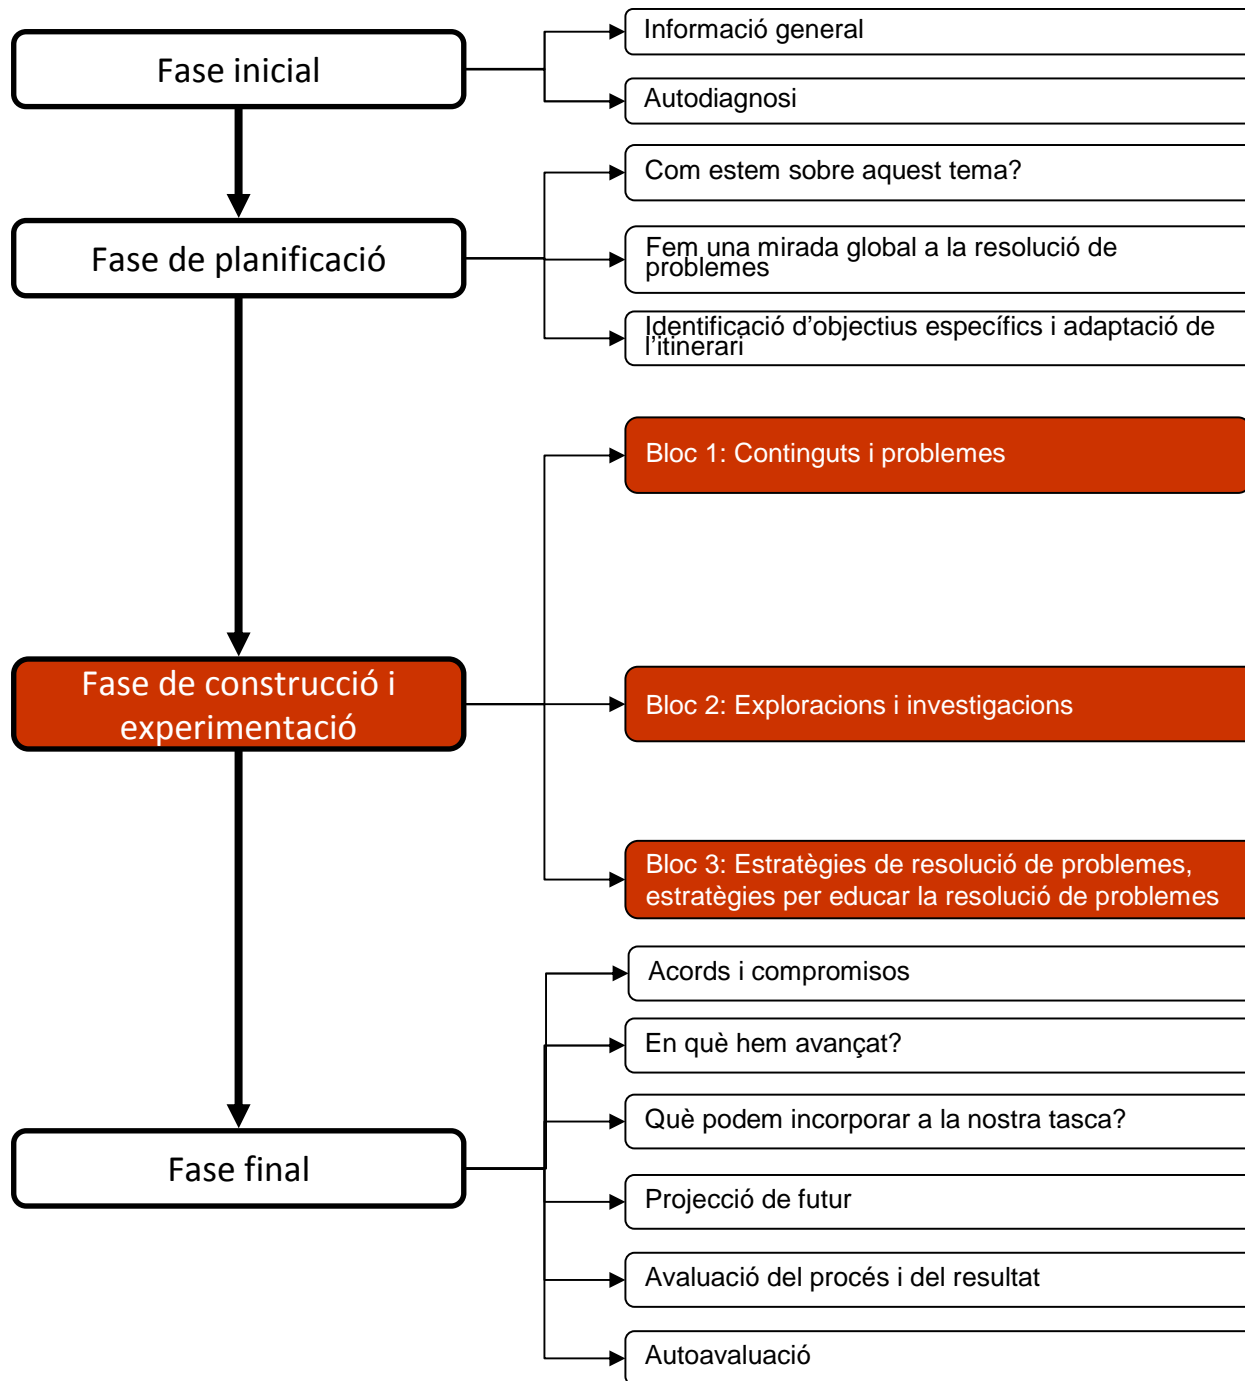 Fase inicial
Informació general
Autodiagnosi
Fase de planificació
Com estem sobre aquest tema?
Fem una mirada global a la resolució de
problemes
Identificació d’objectius específics i adaptació de
l’itinerari
Fase de construcció i
experimentació
Bloc 1: Continguts i problemes
Bloc 2: Exploracions i investigacions
Bloc 3: Estratègies de resolució de problemes,
estratègies per educar la resolució de problemes
Fase final
Acords i compromisos
En què hem avançat?
Què podem incorporar a la nostra tasca?
Projecció de futur
Avaluació del procés i del resultat
Autoavaluació